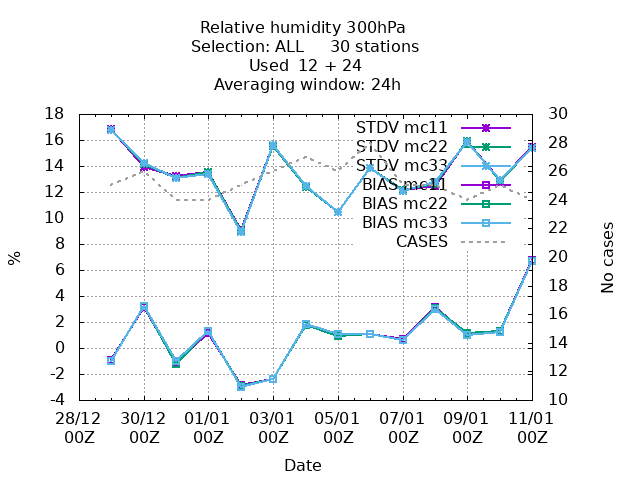 Relative humidity 300hPa
Selection: ALL 30 stations
Used 12 + 24
Averaging window: 24h
18
16
14
12
10
8
6
4
2
0
-2
-4
%
30
28
26
24
22
20
18
16
14
12
10
No cases
STDV mc11
STDV mc22
STDV mc33
BIAS mc11
BIAS mc22
BIAS mc33
CASES
28/12 30/12 01/01 03/01 05/01 07/01 09/01 11/01
00Z 00Z 00Z 00Z 00Z 00Z 00Z 00Z
Date